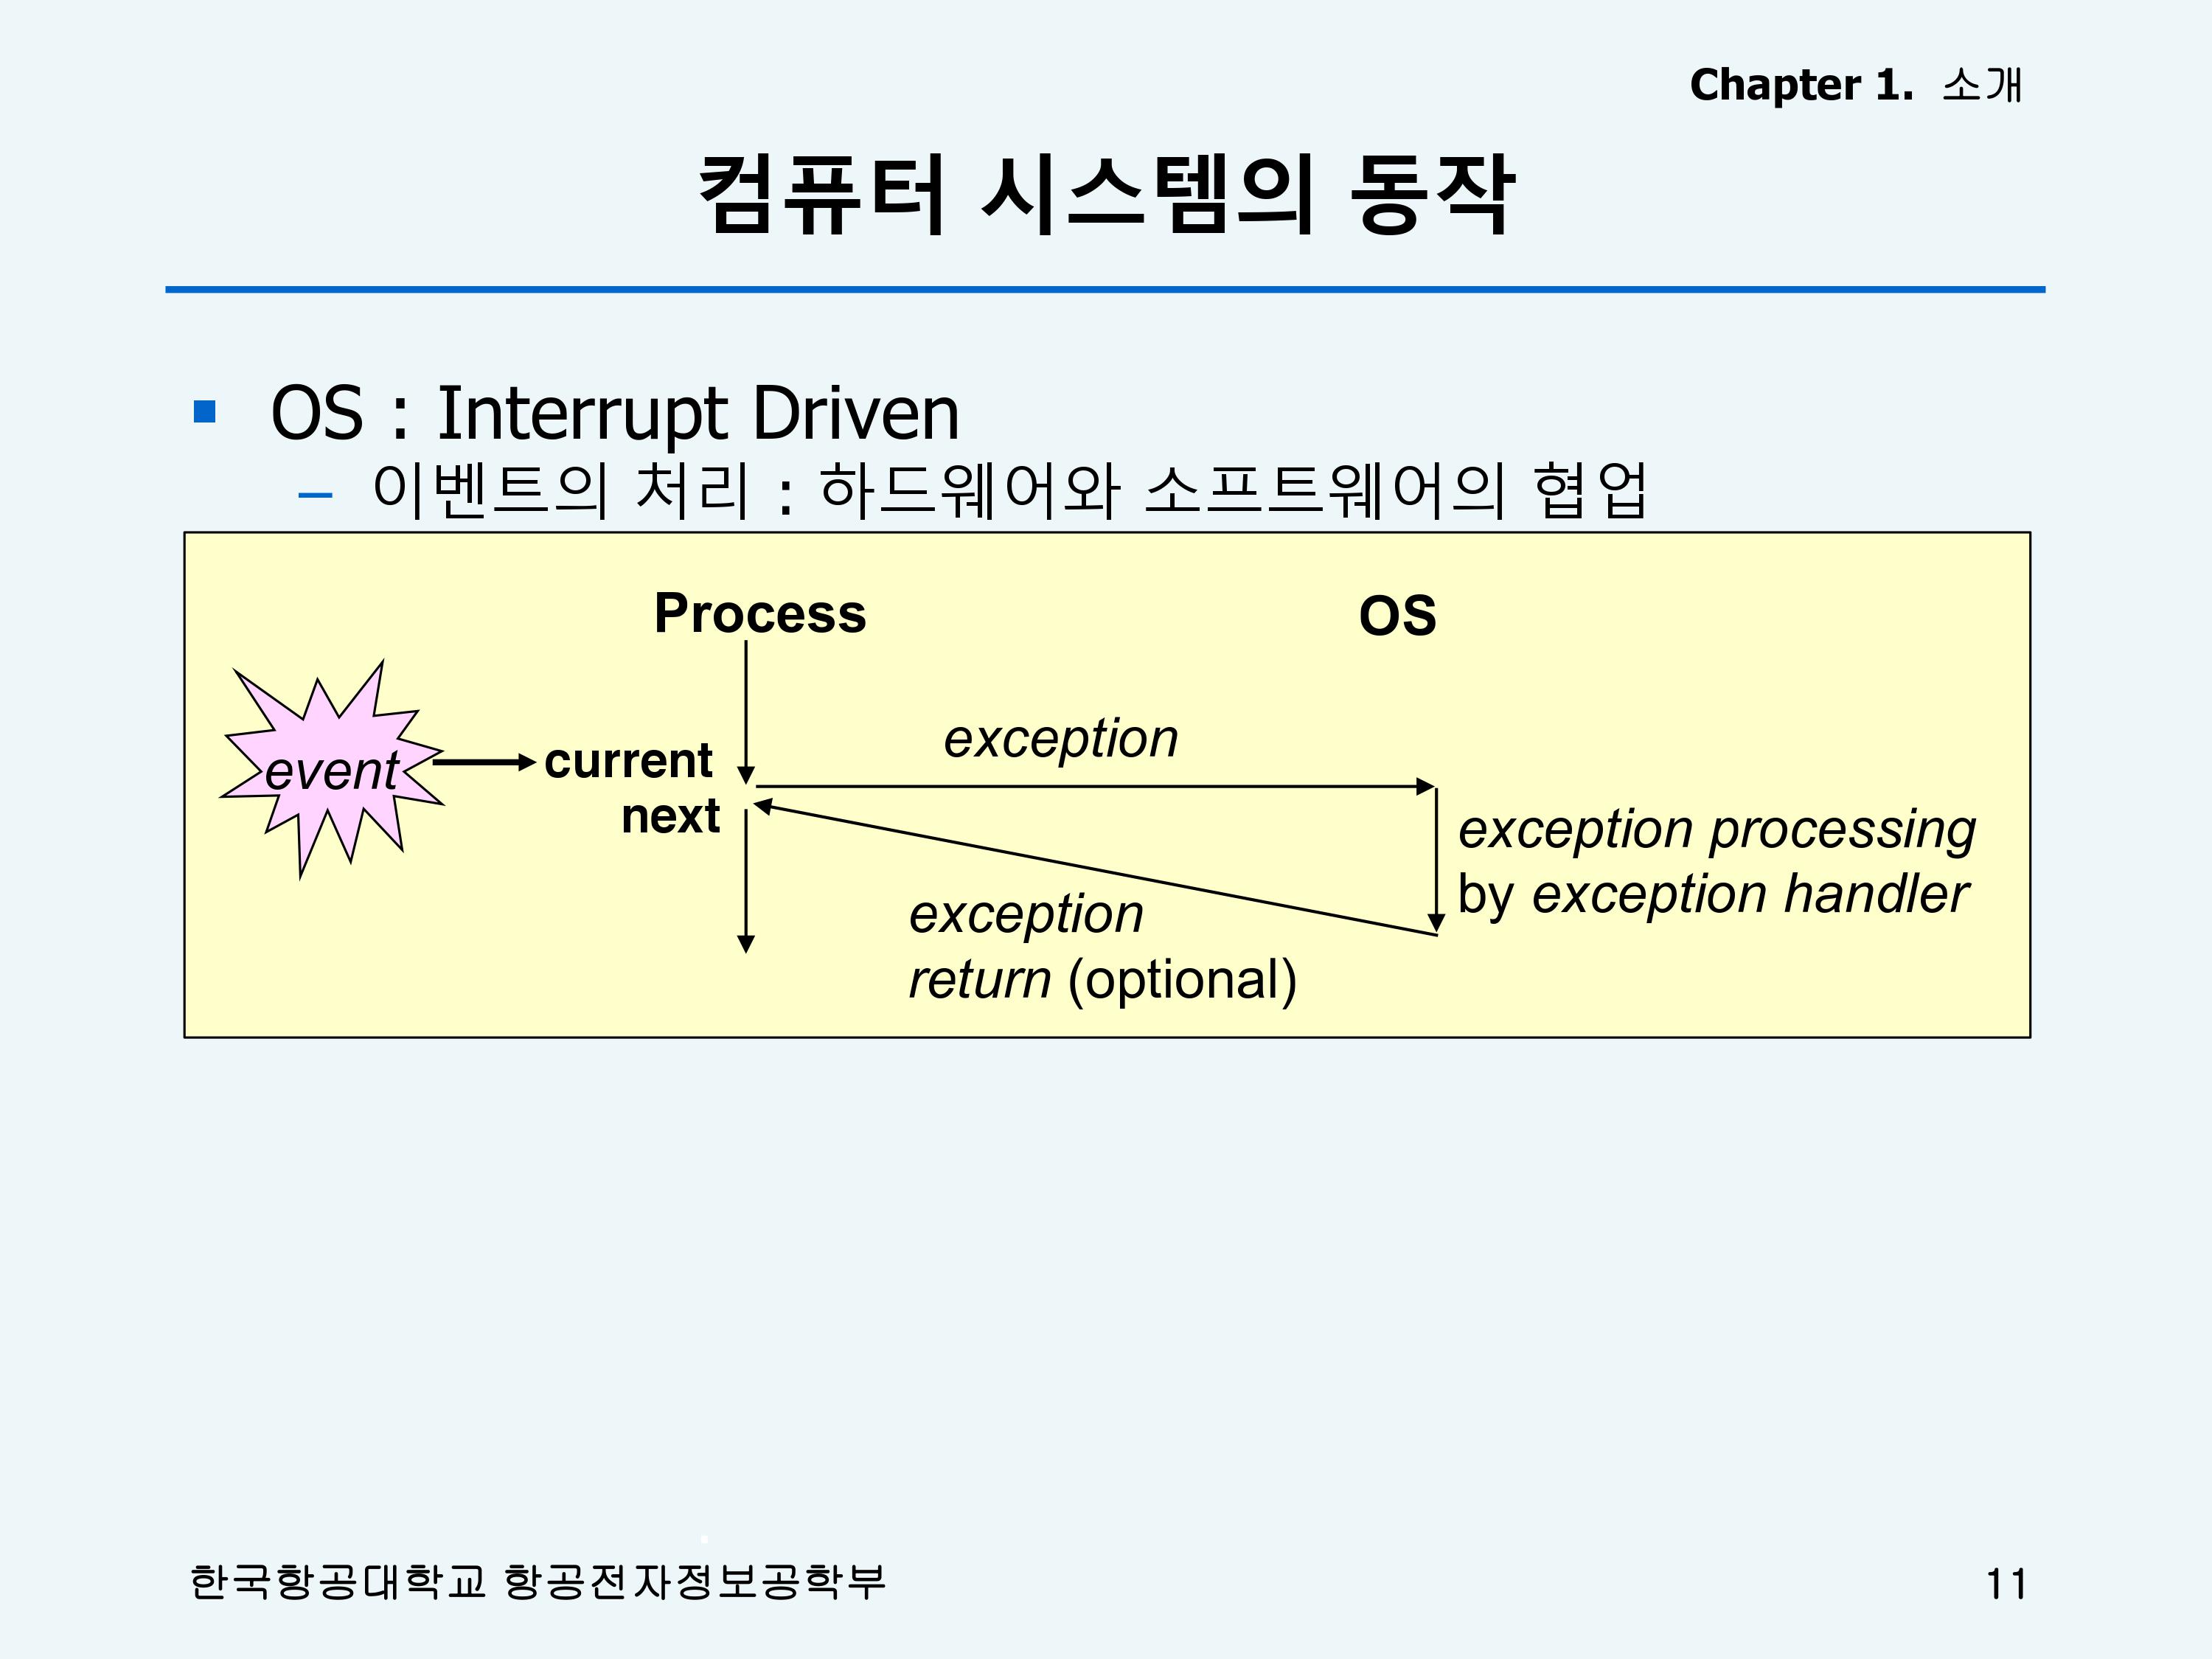 Chapter 1. 소개
컴퓨터 시스템의 동작
OS : Interrupt Driven
– 이벤트의 처리 : 하드웨어와 소프트웨어의 협업
Process
OS
event
current
next
exception
exception processing
by exception handler
exception
return (optional)
한국항공대학교 항공전자정보공학부
11